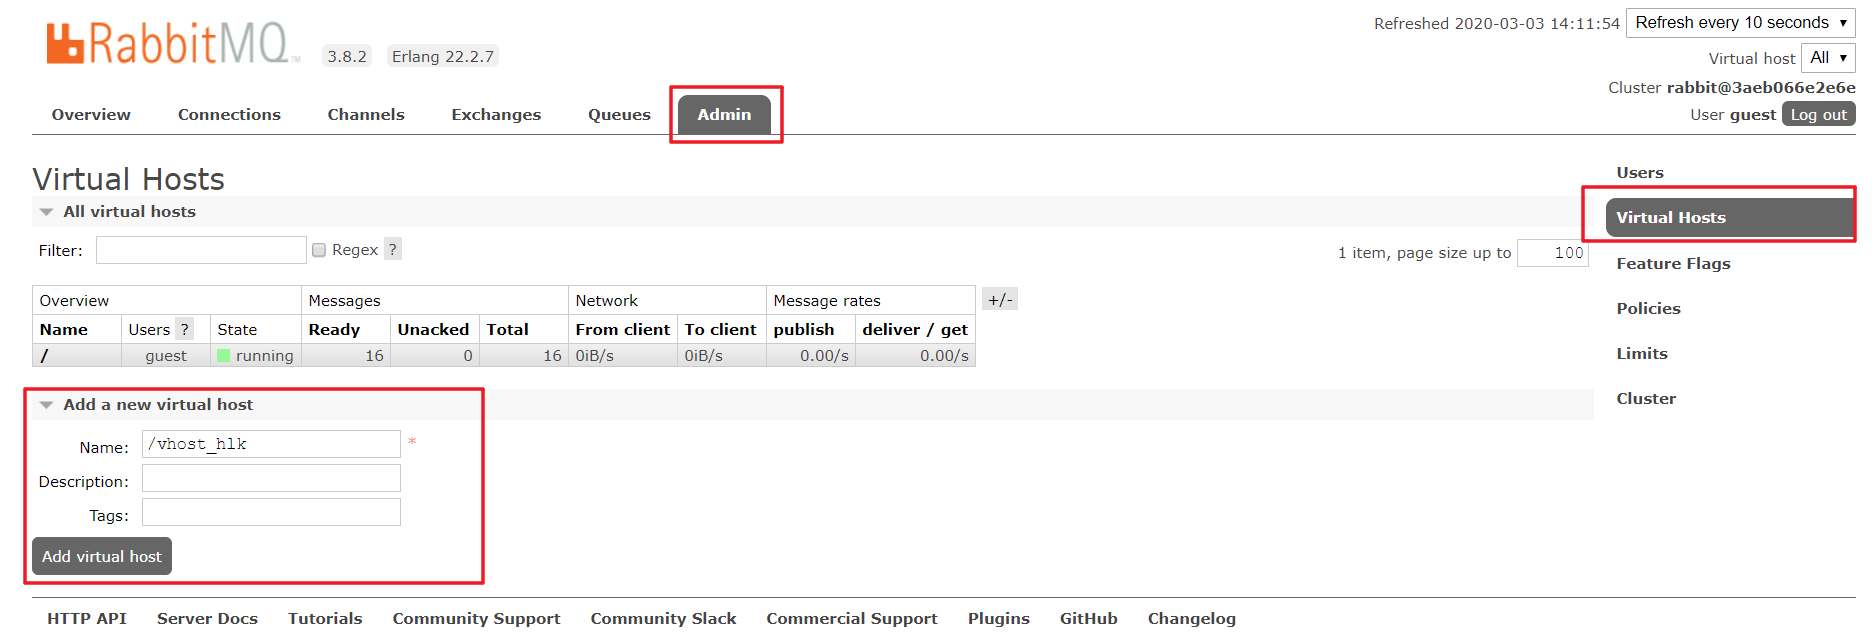 Refreshed 2020-03-03 14:11:54 Refresh every 10 seconds
RabbitMQ TM 3.8.2 Erlang 22.2.7
Virtual host All
Cluster rabbit@3aeb066e2e6e
User guest Log out
Overview Connections Channels Exchanges Queues Admin
Virtual Hosts
All virtual hosts
Filter: Regex ?
1 item, page size up to 100
Overview Messages Network Message rates +/-
Name Users ? State Ready Unacked Total From client To client publish deliver / get
/ guest running 16 0 16 0iB/s 0iB/s 0.00/s 0.00/s
Add a new virtual host
Name: /vhost_hlk *
Description:
Tags:
Add virtual host
Users
Virtual Hosts
Feature Flags
Policies
Limits
Cluster
HTTP API Server Docs Tutorials Community Support Community Slack Commercial Support Plugins GitHub Changelog